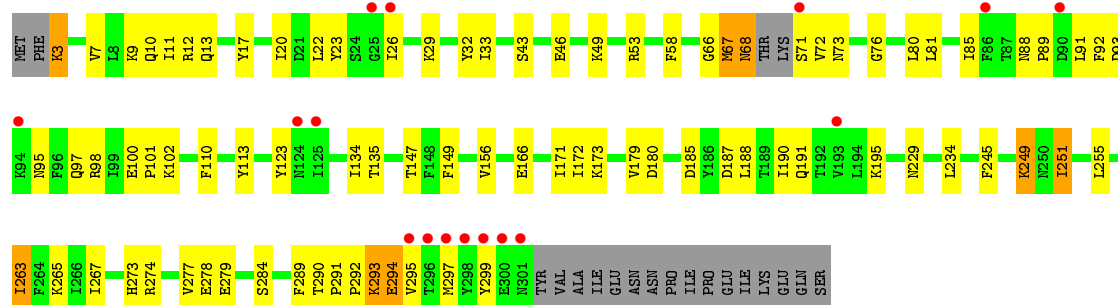 MET PHE K3 V7 L8 K9 Q10 I11 R12 Q13 Y17 I20 D21 L22 Y23 S24 G25 I26 K29 Y32 I33 S43 E46 K49 R53 F58 G66 M67 N68 THR LYS S71 V72 N73 G76 L80 L81 I85 F86 T87 N88 P89 D90 L91 F92 D93
K94 N95 F96 Q97 R98 I99 E100 P101 K102 F110 Y113 Y123 N124 I125 I134 T135 T147 F148 F149 V156 E166 I171 I172 K173 V179 D180 D185 Y186 D187 L188 T189 I190 Q191 T192 V193 L194 K195 N229 L234 F245 K249 N250 I251 L255
I263 F264 K265 I266 I267 H273 R274 V277 E278 E279 S284 F289 T290 P291 P292 K293 E294 V295 T296 M297 Y298 Y299 E300 N301 TYR VAL ALA ILE GLU ASN ASN PRO ILE PRO GLU ILE LYS GLN SER